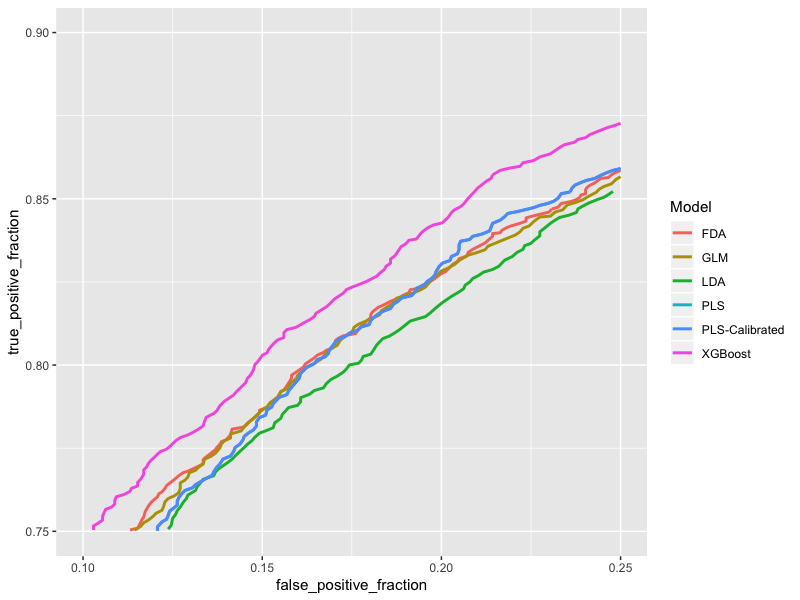 0.90
0.85
0.80
0.75
true_positive_fraction
0.10
0.15
0.20
0.25
false_positive_fraction
Model
FDA
GLM
LDA
PLS
PLS-Calibrated
XGBoost